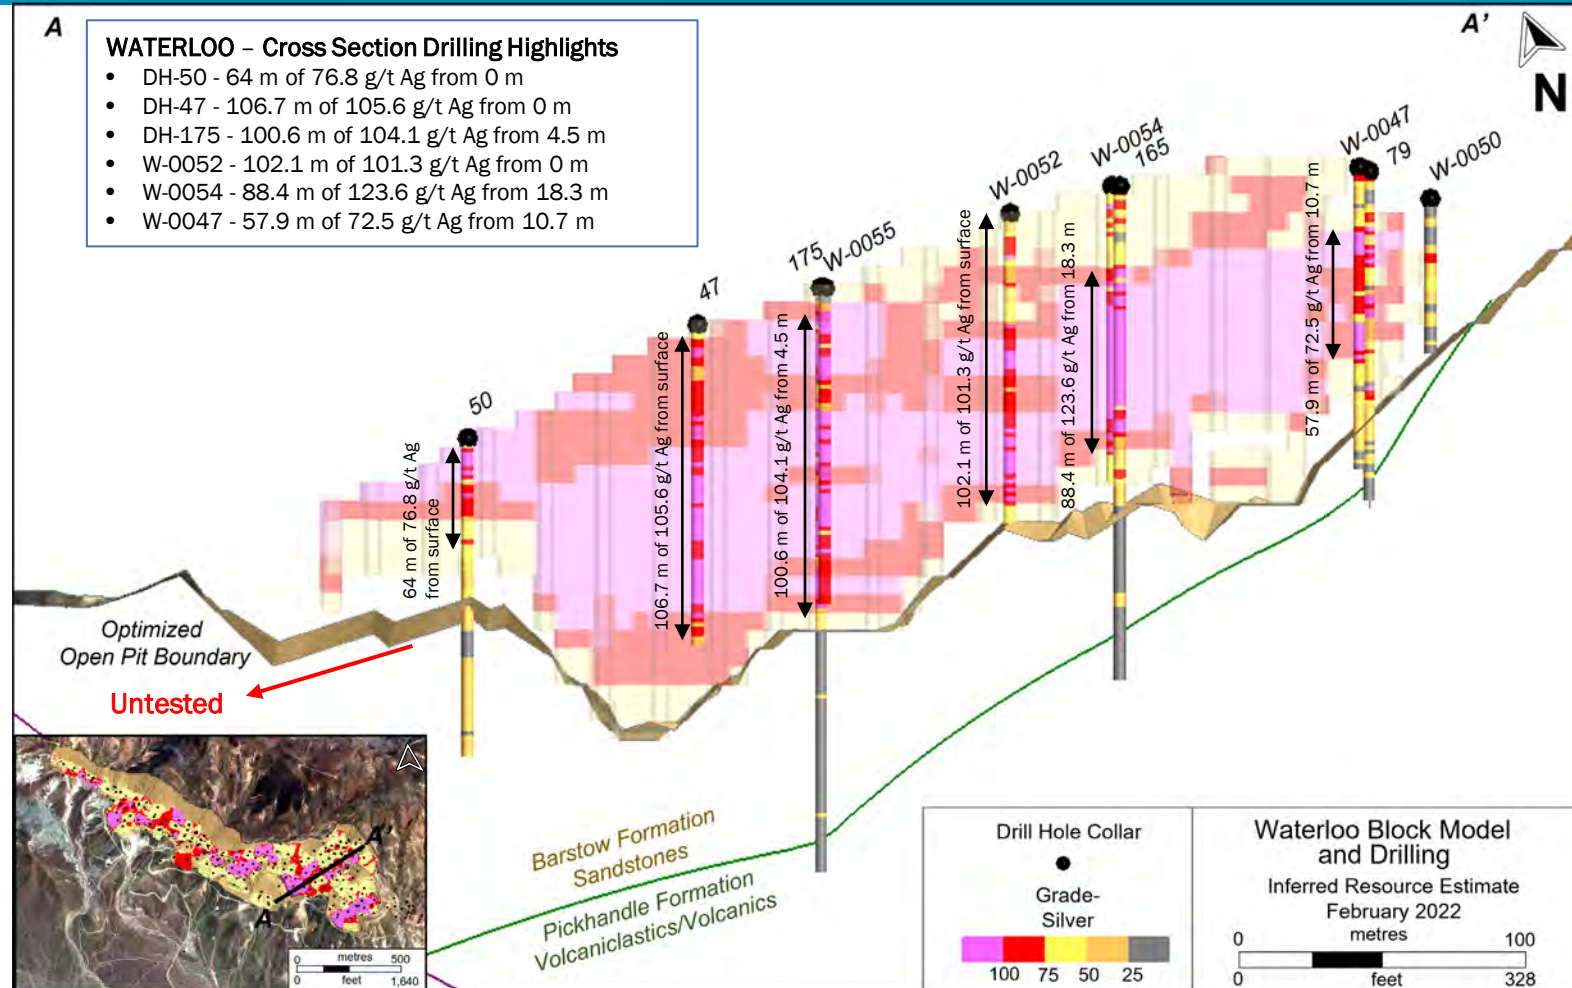 A
A'
WATERLOO – Cross Section Drilling Highlights
• DH-50 - 64 m of 76.8 g/t Ag from 0 m
• DH-47 - 106.7 m of 105.6 g/t Ag from 0 m
• DH-175 - 100.6 m of 104.1 g/t Ag from 4.5 m
• W-0052 - 102.1 m of 101.3 g/t Ag from 0 m
• W-0054 - 88.4 m of 123.6 g/t Ag from 18.3 m
• W-0047 - 57.9 m of 72.5 g/t Ag from 10.7 m
N
50
47
175
W-0055
W-0052
W-0054
165
W-0047
79
W-0050
64 m of 76.8 g/t Ag
from surface
106.7 m of 105.6 g/t Ag from surface
100.6 m of 104.1 g/t Ag from 4.5 m
102.1 m of 101.3 g/t Ag from surface
88.4 m of 123.6 g/t Ag from 18.3 m
57.9 m of 72.5 g/t Ag from 10.7 m
Optimized
Open Pit Boundary
Untested
Barstow Formation
Sandstones
Pickhandle Formation
Volcaniclastics/Volcanics
A'
A
0 metres 500
0 feet 1,640
Drill Hole Collar
Grade-
Silver
100 75 50 25
Waterloo Block Model
and Drilling
Inferred Resource Estimate
February 2022
metres
0 100
0 feet 328